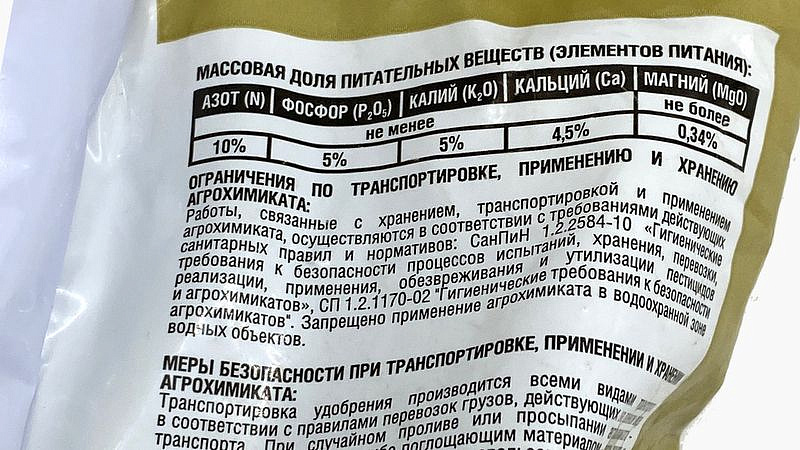 МАССОВАЯ ДОЛЯ ПИТАТЕЛЬНЫХ ВЕЩЕСТВ (ЭЛЕМЕНТОВ ПИТАНИЯ):
АЗОТ (N) ФОСФОР (P₂O₅) КАЛИЙ (K₂O) КАЛЬЦИЙ (Ca) МАГНИЙ (MgO)
не менее не более
10% 5% 5% 4,5% 0,34%
ОГРАНИЧЕНИЯ ПО ТРАНСПОРТИРОВКЕ, ПРИМЕНЕНИЮ И ХРАНЕНИЮ
АГРОХИМИКАТА:
Работы, связанные с хранением, транспортировкой и применением
агрохимиката, осуществляются в соответствии с требованиями действующих
санитарных правил и нормативов: СанПиН 1.2.2584-10 «Гигиенические
требования к безопасности процессов испытаний, хранения, перевозки,
реализации, применения, обезвреживания и утилизации пестицидов
и агрохимикатов», СП 1.2.1170-02 "Гигиенические требования к безопасности
агрохимикатов". Запрещено применение агрохимиката в водоохранной зоне
водных объектов.
МЕРЫ БЕЗОПАСНОСТИ ПРИ ТРАНСПОРТИРОВКЕ, ПРИМЕНЕНИИ И
АГРОХИМИКАТА:
Транспортировка удобрения производится всеми видами
в соответствии с правилами перевозок грузов, действующих
транспорта. При случайном проливе или просыпании
поглощающим материалом